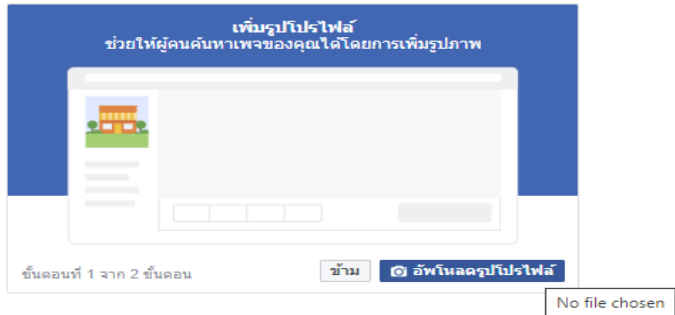 เพิ่มรูปโปรไฟล์
ช่วยให้ผู้คนค้นหาเพจของคุณได้โดยการเพิ่มรูปภาพ
ขั้นตอนที่ 1 จาก 2 ขั้นตอน
ข้าม
อัพโหลดรูปโปรไฟล์
No file chosen